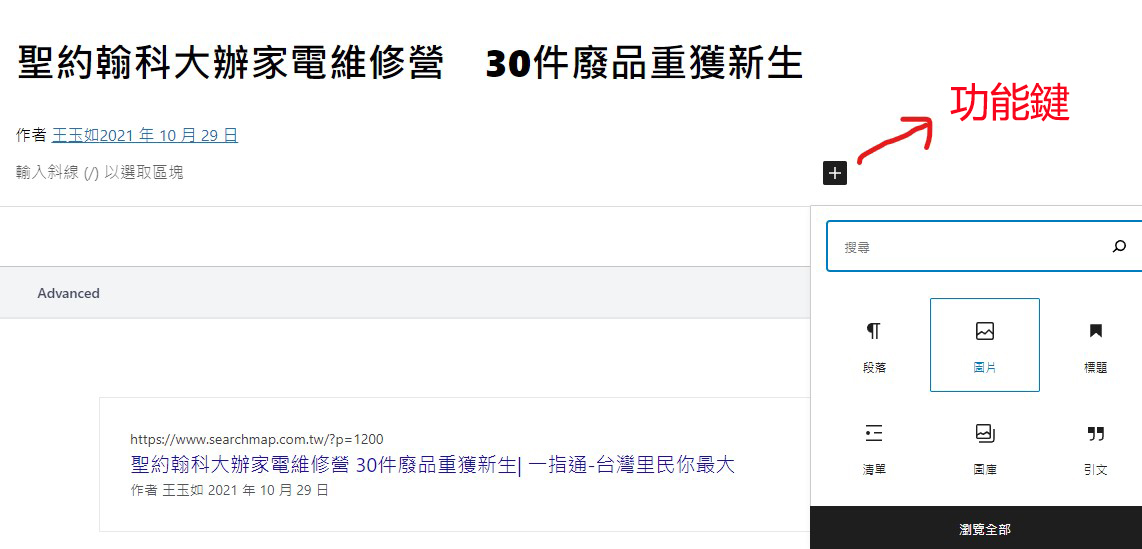 聖約翰科大辦家電維修營　30件廢品重獲新生
功能鍵
作者 王玉如2021 年 10 月 29 日
輸入斜線 (/) 以選取區塊
搜尋
Advanced
段落
圖片
標題
清單
圖庫
引文
https://www.searchmap.com.tw/?p=1200
聖約翰科大辦家電維修營 30件廢品重獲新生| 一指通-台灣里民你最大
作者 王玉如 2021 年 10 月 29 日
瀏覽全部